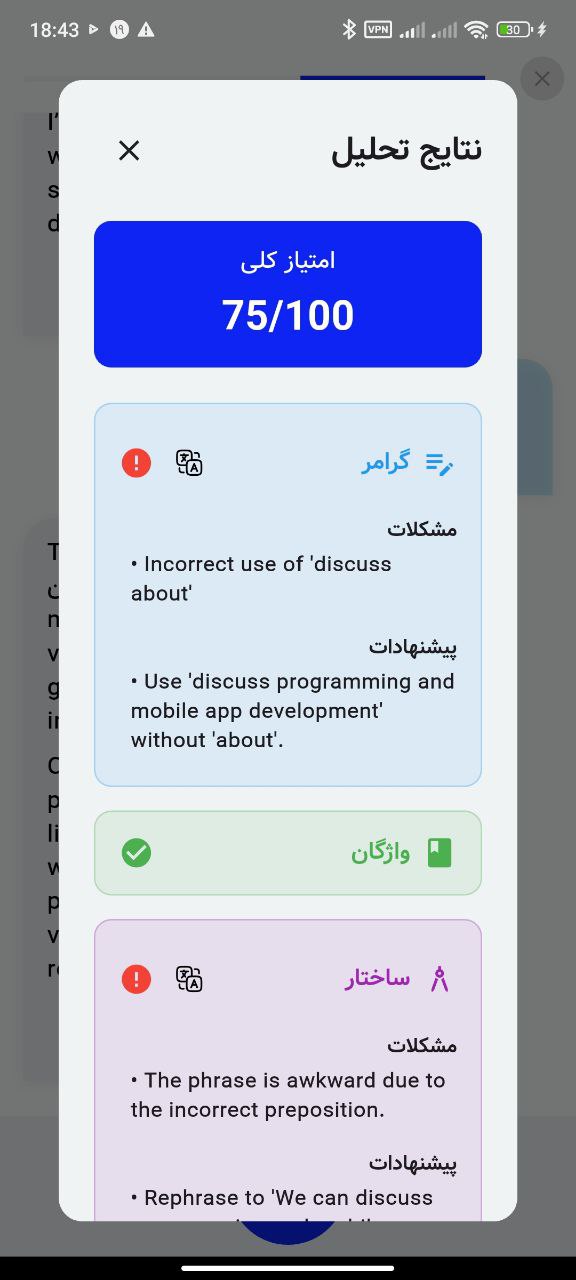 18:43
۱۹
VPN
30
نتایج تحلیل
امتیاز کلی
75/100
گرامر
مشکلات
• Incorrect use of 'discuss
about'
پیشنهادات
• Use 'discuss programming and
mobile app development'
without 'about'.
واژگان
ساختار
مشکلات
• The phrase is awkward due to
the incorrect preposition.
پیشنهادات
• Rephrase to 'We can discuss